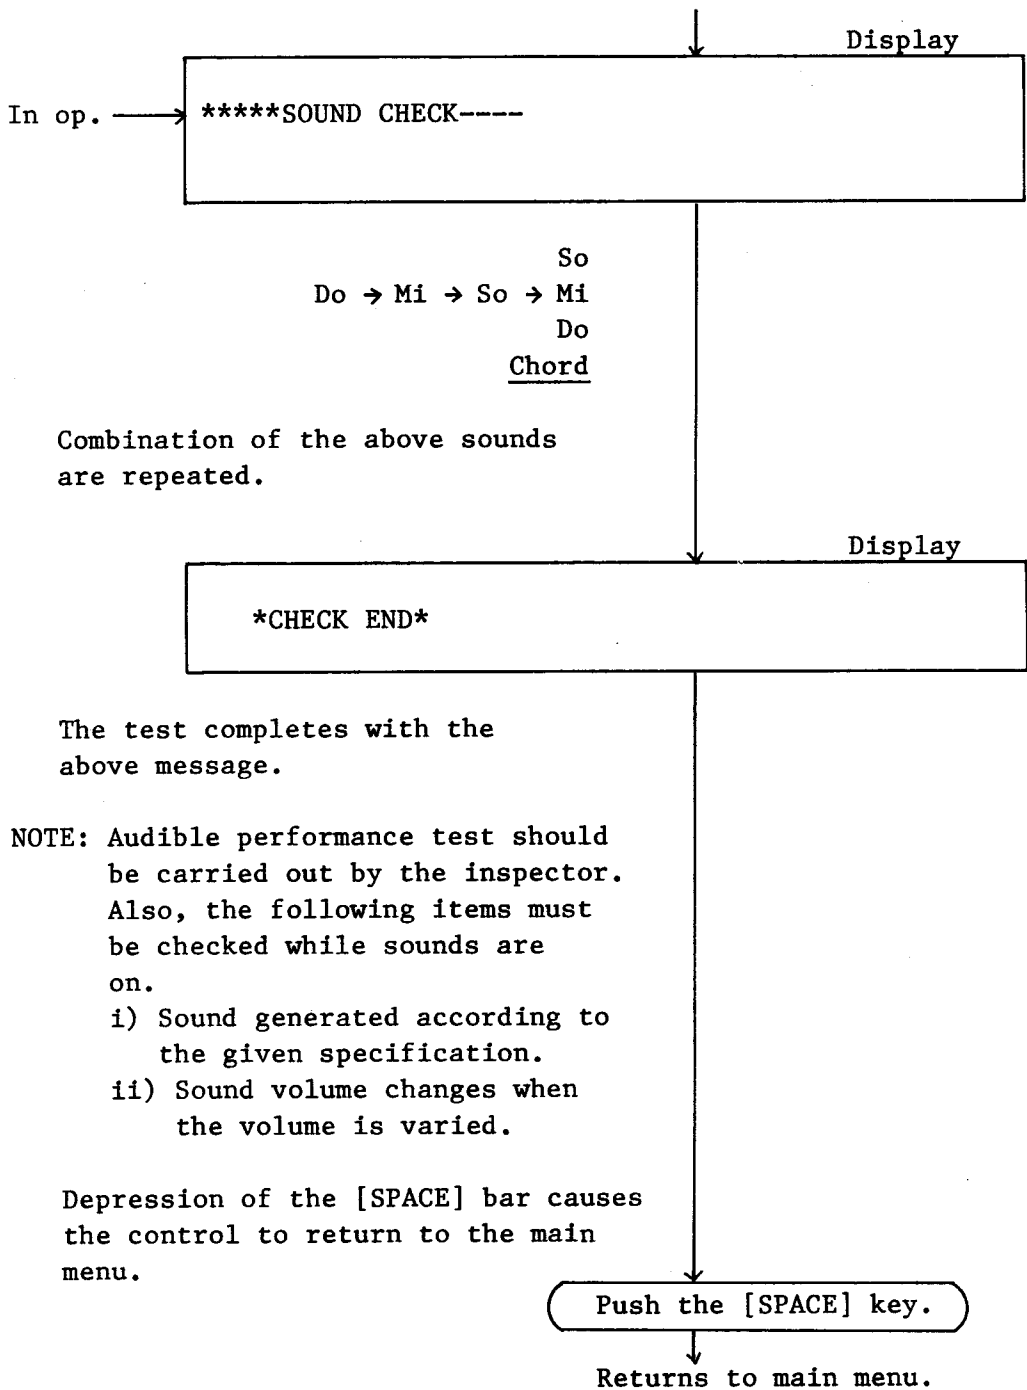 Display
In op. *****SOUND CHECK----
So
Do → Mi → So → Mi
Do
Chord
Combination of the above sounds
are repeated.
Display
*CHECK END*
The test completes with the
above message.
NOTE: Audible performance test should
be carried out by the inspector.
Also, the following items must
be checked while sounds are
on.
i) Sound generated according to
the given specification.
ii) Sound volume changes when
the volume is varied.
Depression of the [SPACE] bar causes
the control to return to the main
menu.
Push the [SPACE] key.
Returns to main menu.